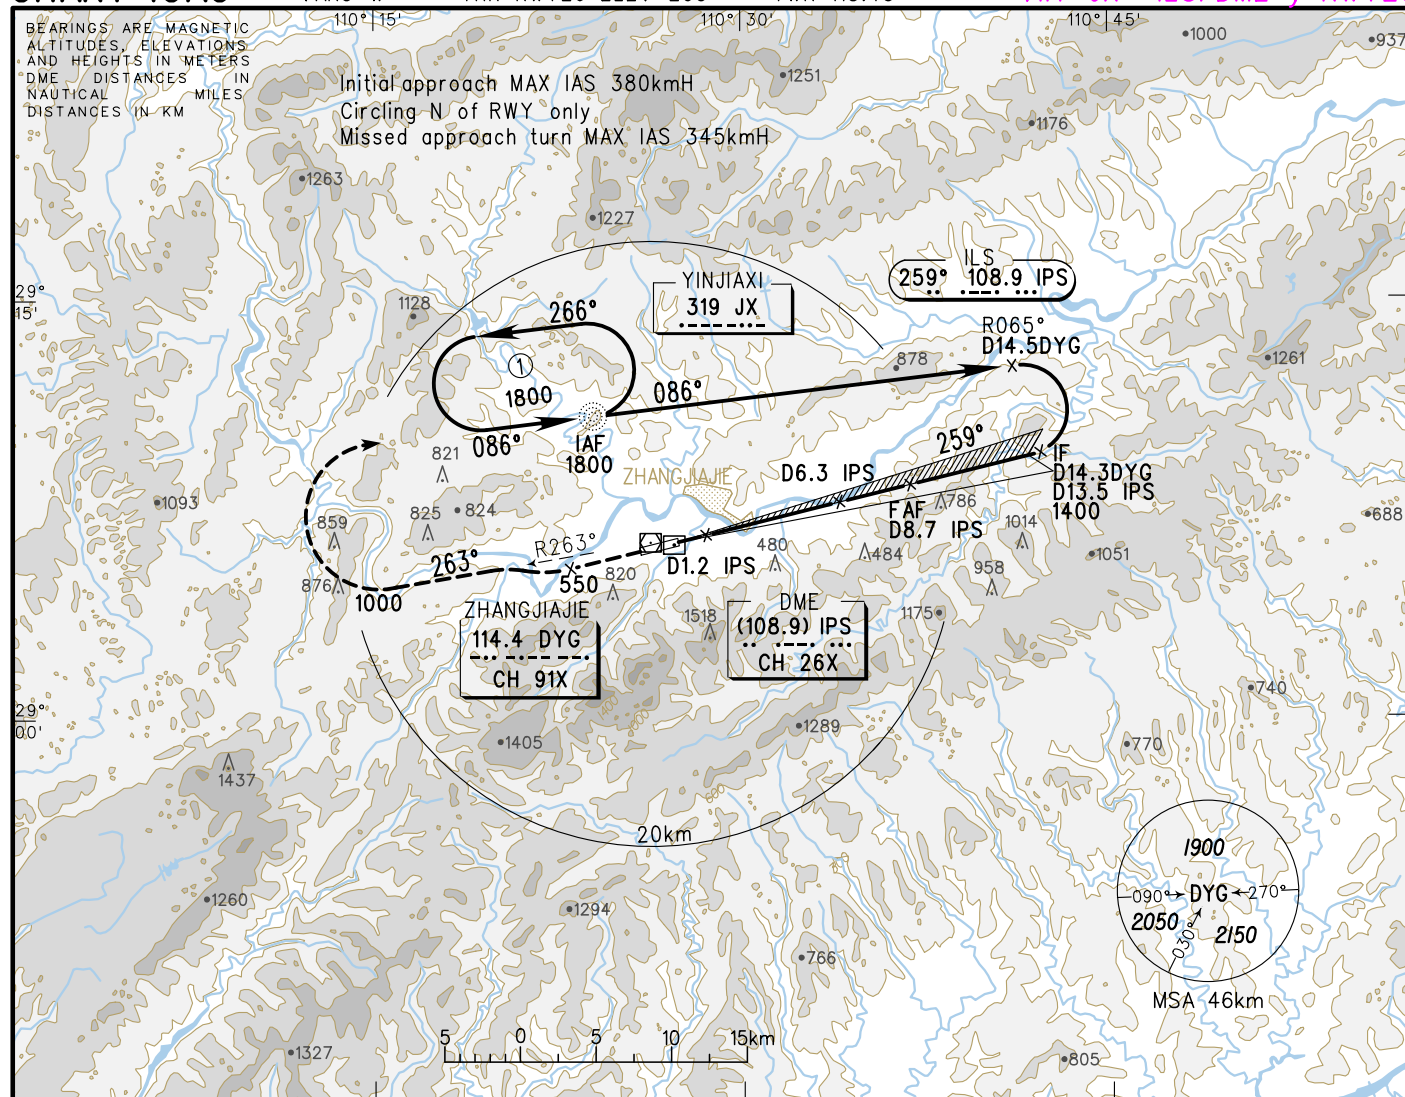 110°15'
110°30'
110°45'
BEARINGS ARE MAGNETIC
ALTITUDES, ELEVATIONS
AND HEIGHTS IN METERS
DME DISTANCES IN
NAUTICAL MILES
DISTANCES IN KM
Initial approach MAX IAS 380kmH
Circling N of RWY only
Missed approach turn MAX IAS 345kmH
1000
937
1251
1176
1263
1227
ILS
259° 108.9 IPS
YINJIAXI
319 JX
29°
15'
1128
266°
R065°
D14.5DYG
878
1261
1
1800
086°
086°
IAF
1800
259°
821
ZHANGJIAJIE
D6.3 IPS
IF
D14.3DYG
D13.5 IPS
1400
FAF
D8.7 IPS
786
1093
824
825
859
688
1014
1051
R263°
263°
480
484
D1.2 IPS
958
876
1000
550
820
ZHANGJIAJIE
114.4 DYG
CH 91X
1518
DME
(108.9) IPS
CH 26X
1175
740
29°
00'
1400
1289
1405
770
1437
20km
1900
090°
DYG
270°
2050
030°
2150
MSA 46km
1260
1294
766
5 0 5 10 15km
1327
805